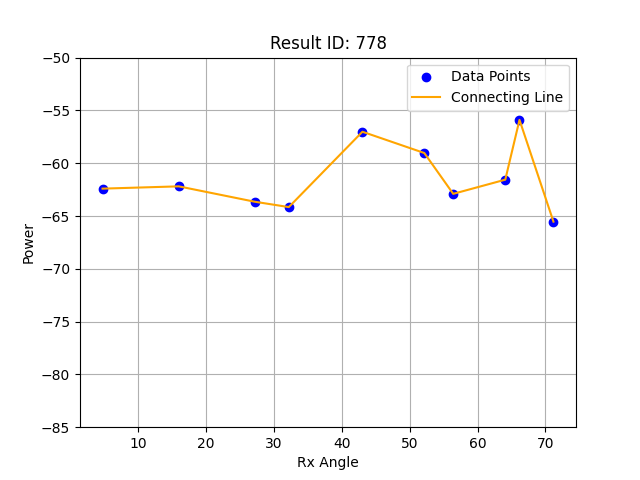 Result ID: 778
Data Points
Connecting Line
Power
−50
−55
−60
−65
−70
−75
−80
−85
10 20 30 40 50 60 70
Rx Angle